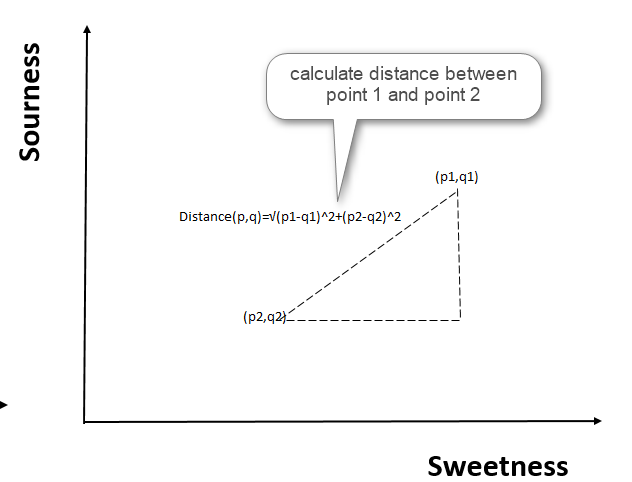 Sourness
calculate distance between
point 1 and point 2
(p1,q1)
Distance(p,q)=√(p1-q1)^2+(p2-q2)^2
(p2,q2)
Sweetness